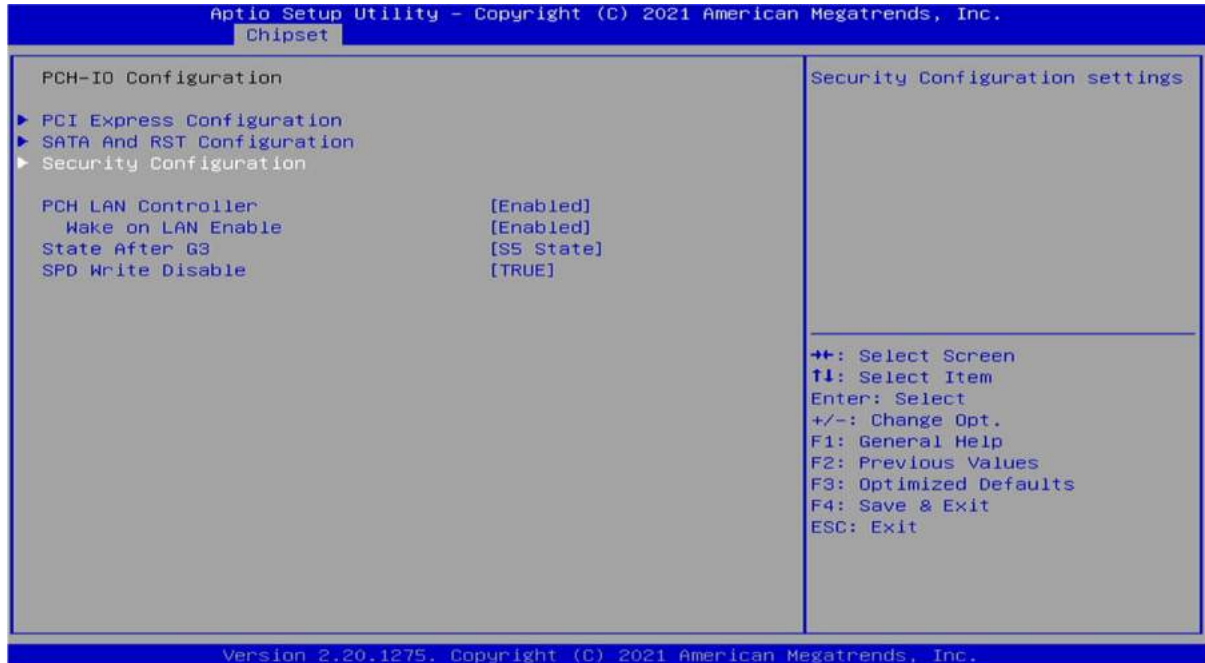 Aptio Setup Utility - Copyright (C) 2021 American Megatrends, Inc.
Chipset
PCH-IO Configuration
▶ PCI Express Configuration
▶ SATA And RST Configuration
▶ Security Configuration
PCH LAN Controller [Enabled]
Wake on LAN Enable [Enabled]
State After G3 [S5 State]
SPD Write Disable [TRUE]
Security Configuration settings
→←: Select Screen
↑↓: Select Item
Enter: Select
+/-: Change Opt.
F1: General Help
F2: Previous Values
F3: Optimized Defaults
F4: Save & Exit
ESC: Exit
Version 2.20.1275. Copyright (C) 2021 American Megatrends, Inc.